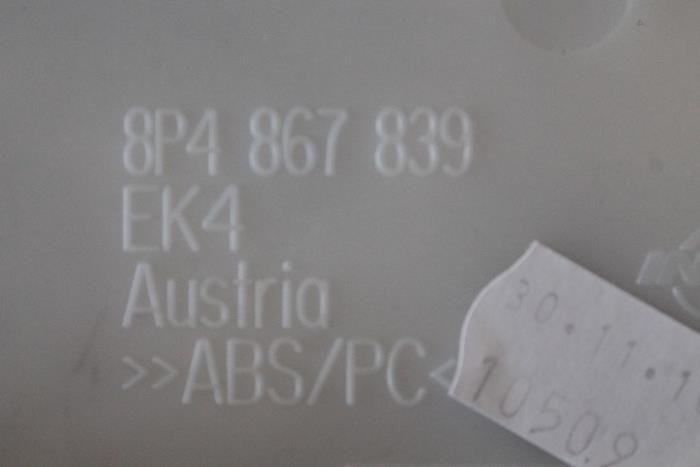 8P4 867 839
EK4
Austria
>>ABS/PC<
30.11.1
10509